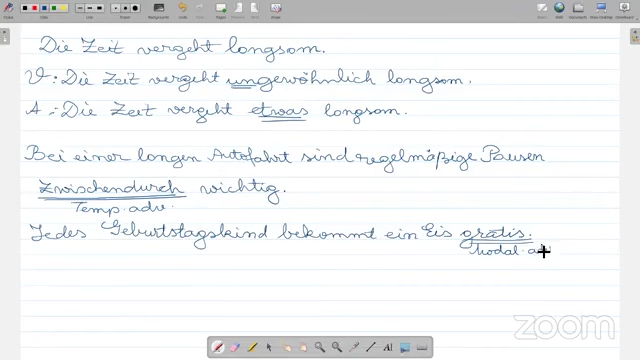 Die Zeit vergeht langsam.
V: Die Zeit vergeht ungewöhnlich langsam.
A: Die Zeit vergeht etwas langsam.
Bei einer langen Autofahrt sind regelmäßige Pausen
zwischendurch wichtig.
Temp. adv.
Jedes Geburtstagskind bekommt ein Eis gratis.
Modal. adv
zoom